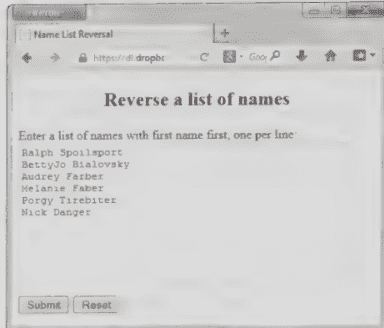 Name List Reversal
https://dl.dropbc
Reverse a list of names
Enter a list of names with first name first, one per line:
Ralph Spoilsport
BettyJo Bialovsky
Audrey Farber
Melanie Faber
Porgy Tirebiter
Nick Danger
Submit Reset